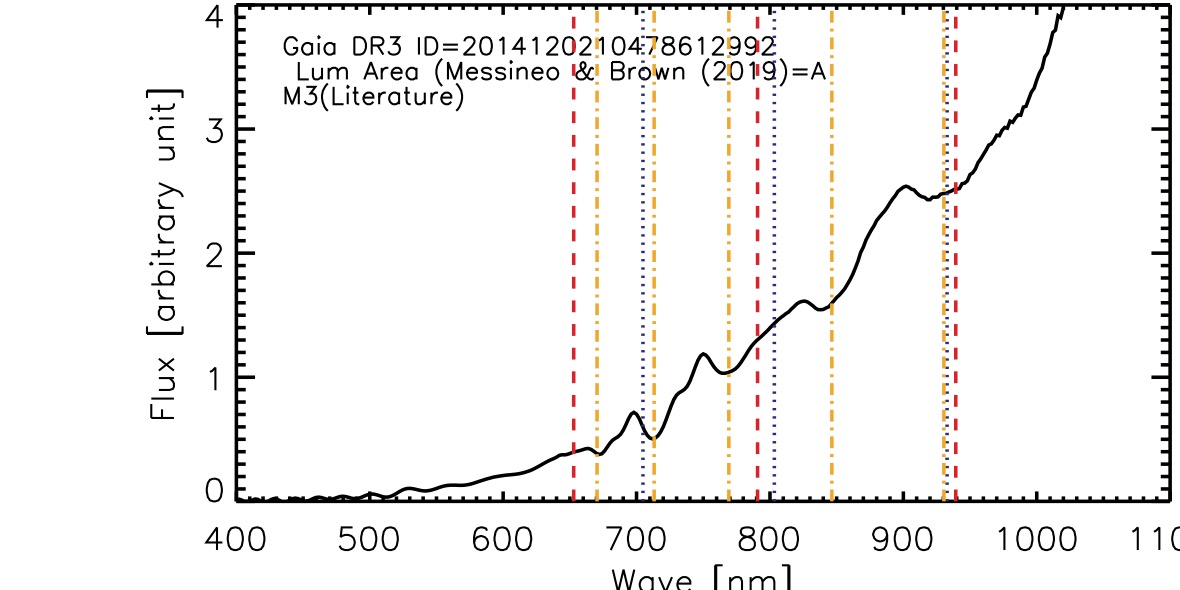 4
Gaia DR3 ID=2014120210478612992
Lum Area (Messineo & Brown (2019)=A
M3(Literature)
3
2
1
0
Flux [arbitrary unit]
400 500 600 700 800 900 1000 110
Wave [nm]